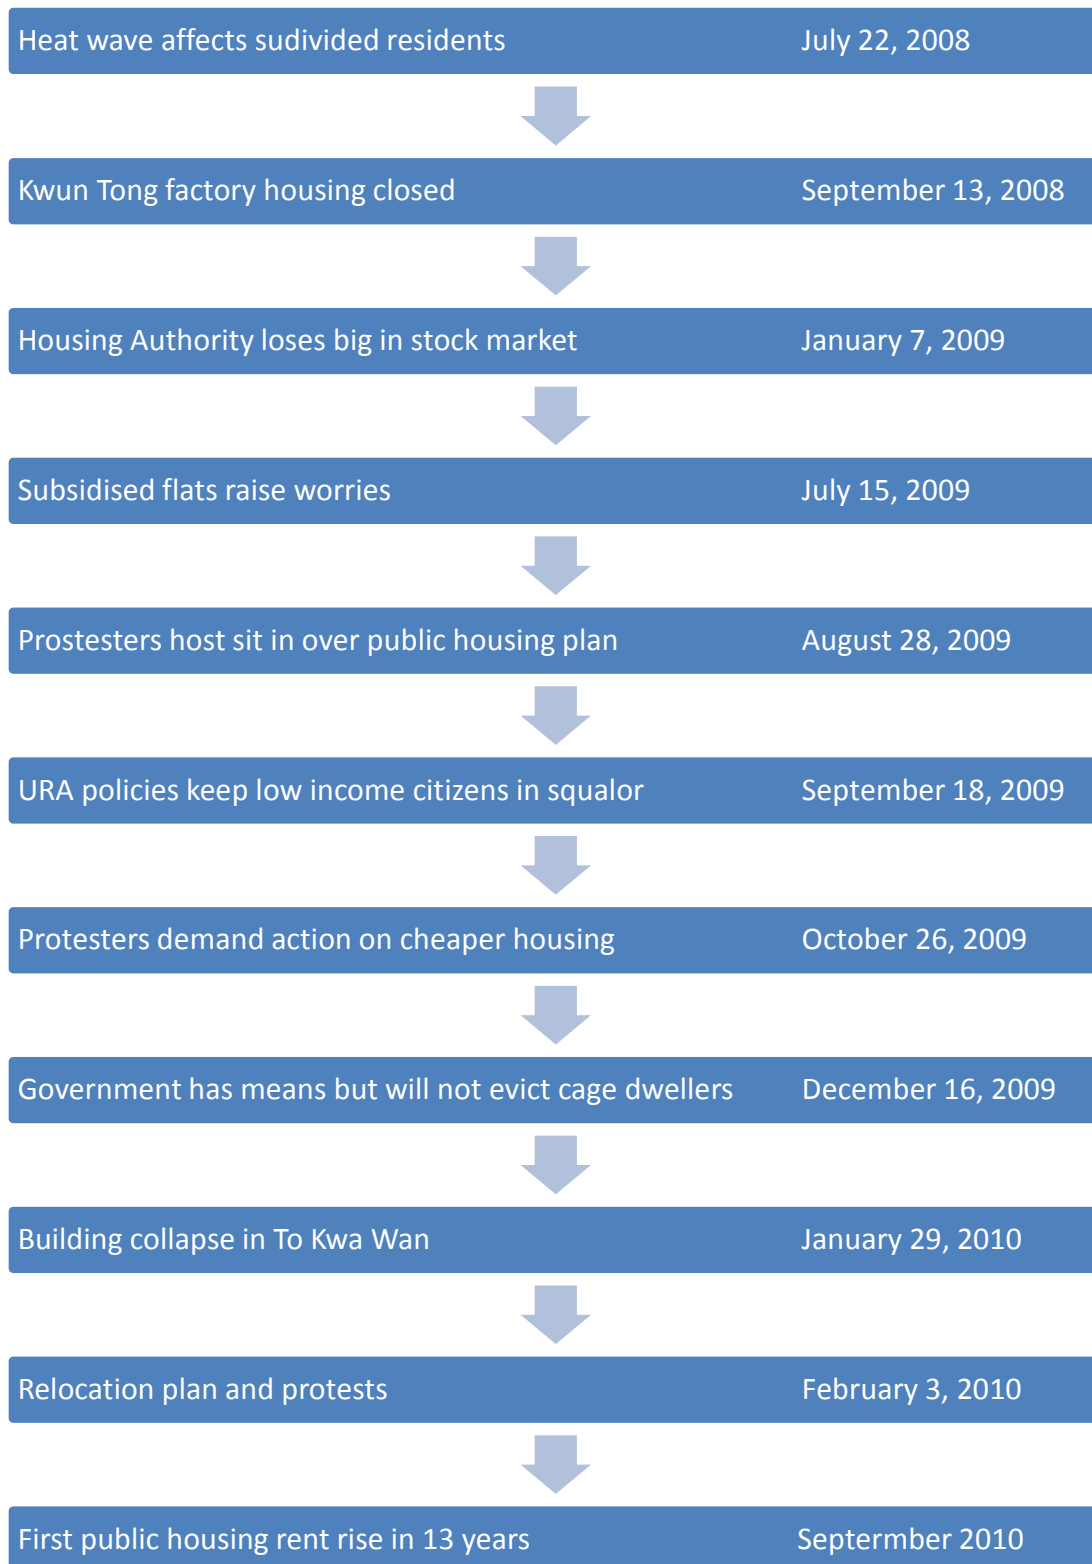 Heat wave affects sudivided residents July 22, 2008
Kwun Tong factory housing closed September 13, 2008
Housing Authority loses big in stock market January 7, 2009
Subsidised flats raise worries July 15, 2009
Prostesters host sit in over public housing plan August 28, 2009
URA policies keep low income citizens in squalor September 18, 2009
Protesters demand action on cheaper housing October 26, 2009
Government has means but will not evict cage dwellers December 16, 2009
Building collapse in To Kwa Wan January 29, 2010
Relocation plan and protests February 3, 2010
First public housing rent rise in 13 years Septermber 2010